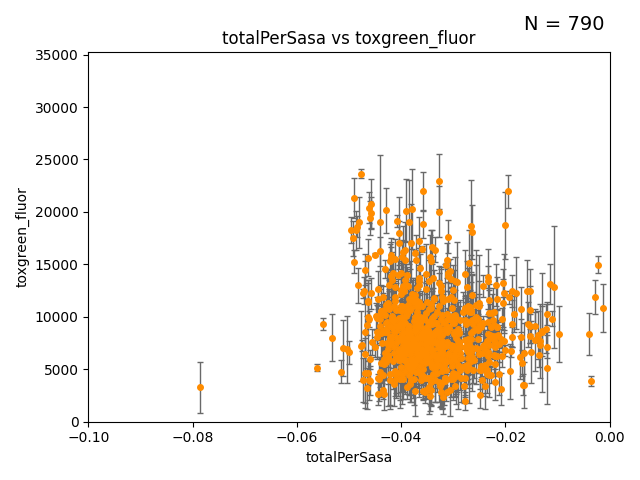 N = 790
totalPerSasa vs toxgreen_fluor
35000
30000
25000
20000
15000
10000
5000
0
toxgreen_fluor
−0.10 −0.08 −0.06 −0.04 −0.02 0.00
totalPerSasa